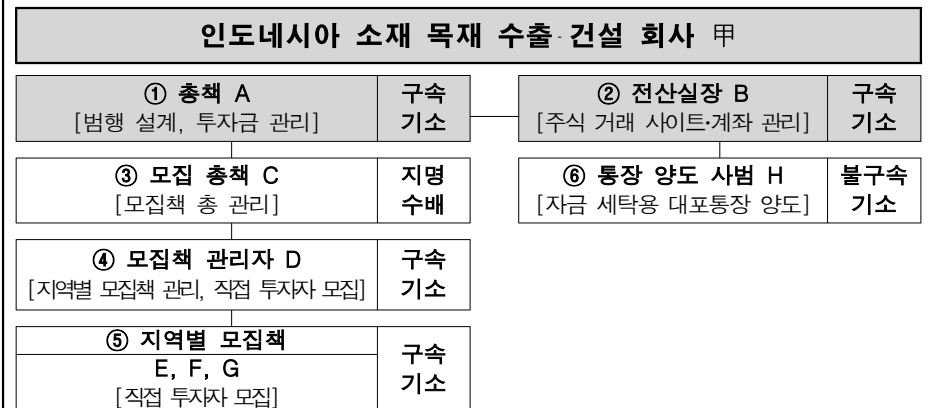 인도네시아 소재 목재 수출·건설 회사 甲
① 총책 A
[범행 설계, 투자금 관리]
구속
기소
② 전산실장 B
[주식 거래 사이트·계좌 관리]
구속
기소
③ 모집 총책 C
[모집책 총 관리]
지명
수배
⑥ 통장 양도 사범 H
[자금 세탁용 대포통장 양도]
불구속
기소
④ 모집책 관리자 D
[지역별 모집책 관리, 직접 투자자 모집]
구속
기소
⑤ 지역별 모집책
E, F, G
[직접 투자자 모집]
구속
기소